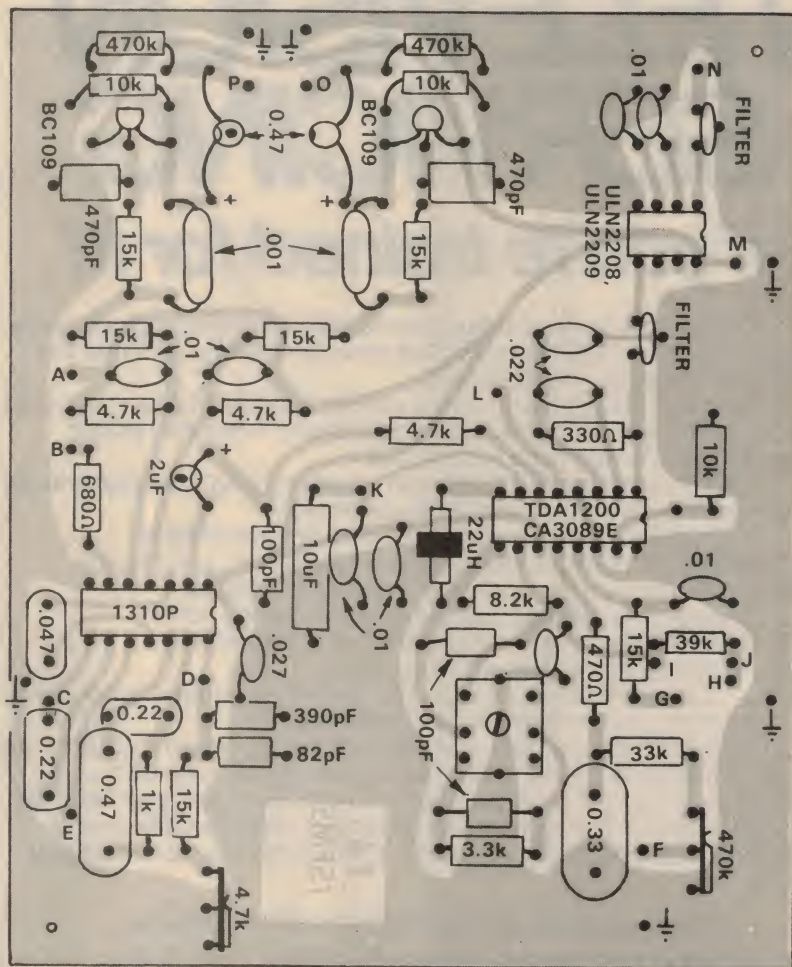 470k
470k
10k
P
O
10k
.01
N
FILTER
BC109
0.47
BC109
+
+
470pF
470pF
ULN2208,
ULN2209
15k
.001
15k
M
15k
.01
15k
FILTER
A
.022
L
4.7k
4.7k
4.7k
330Ω
B
+
10k
680Ω
2uF
K
TDA1200
CA3089E
100pF
10uF
22uH
.01
1310P
.01
8.2k
.047
.027
15k
39k
J
I
H
470Ω
D
C
G
0.22
390pF
100pF
0.22
82pF
33k
0.47
1k
15k
E
0.33
3.3k
F
470k
4.7k